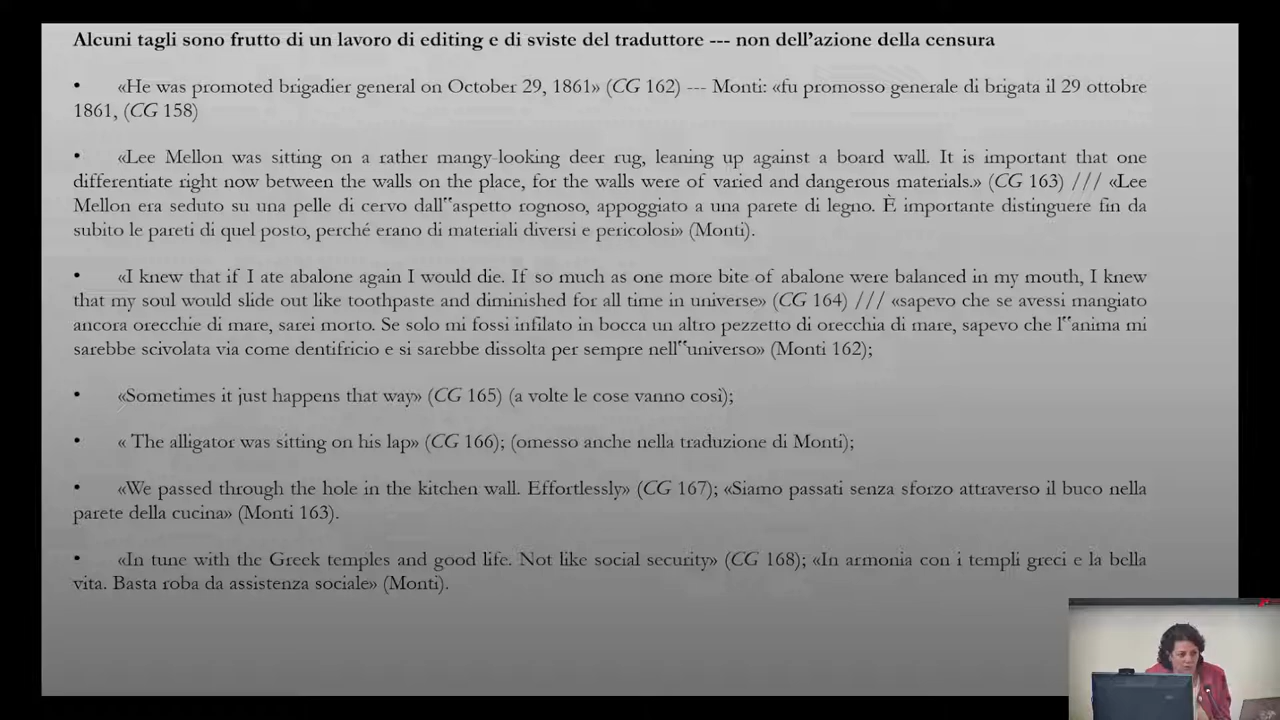 Alcuni tagli sono frutto di un lavoro di editing e di sviste del traduttore --- non dell'azione della censura
• «He was promoted brigadier general on October 29, 1861» (CG 162) --- Monti: «fu promosso generale di brigata il 29 ottobre
1861, (CG 158)
• «Lee Mellon was sitting on a rather mangy-looking deer rug, leaning up against a board wall. It is important that one
differentiate right now between the walls on the place, for the walls were of varied and dangerous materials.» (CG 163) /// «Lee
Mellon era seduto su una pelle di cervo dall‟aspetto rognoso, appoggiato a una parete di legno. È importante distinguere fin da
subito le pareti di quel posto, perché erano di materiali diversi e pericolosi» (Monti).
• «I knew that if I ate abalone again I would die. If so much as one more bite of abalone were balanced in my mouth, I knew
that my soul would slide out like toothpaste and diminished for all time in universe» (CG 164) /// «sapevo che se avessi mangiato
ancora orecchie di mare, sarei morto. Se solo mi fossi infilato in bocca un altro pezzetto di orecchia di mare, sapevo che l‟anima mi
sarebbe scivolata via come dentifricio e si sarebbe dissolta per sempre nell‟universo» (Monti 162);
• «Sometimes it just happens that way» (CG 165) (a volte le cose vanno così);
• « The alligator was sitting on his lap» (CG 166); (omesso anche nella traduzione di Monti);
• «We passed through the hole in the kitchen wall. Effortlessly» (CG 167); «Siamo passati senza sforzo attraverso il buco nella
parete della cucina» (Monti 163).
• «In tune with the Greek temples and good life. Not like social security» (CG 168); «In armonia con i templi greci e la bella
vita. Basta roba da assistenza sociale» (Monti).